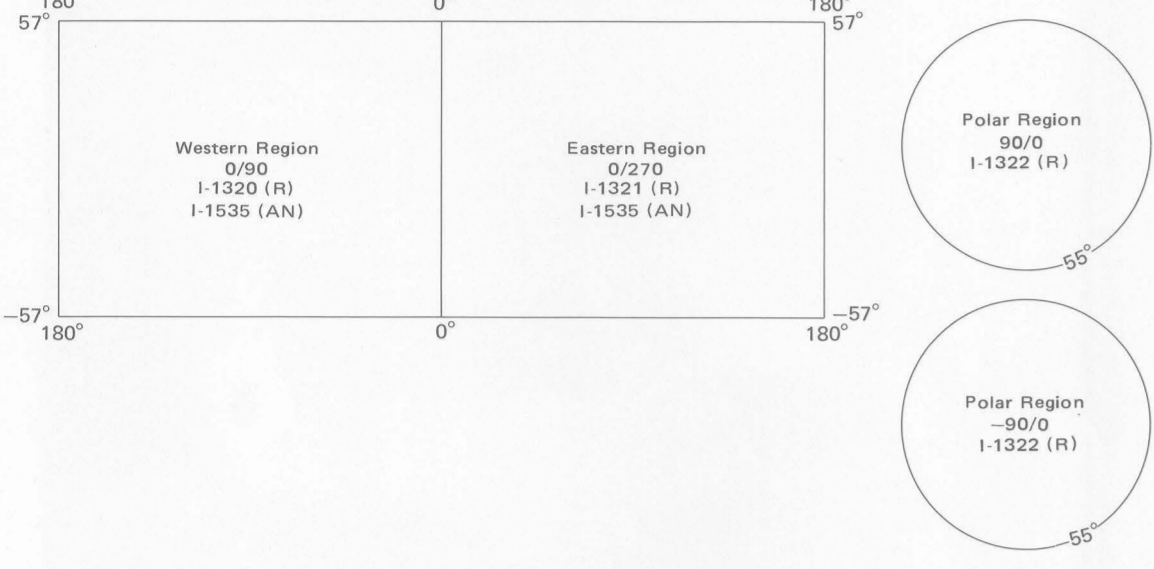 180°
0°
180°
57°
57°
Western Region
0/90
I-1320 (R)
I-1535 (AN)
Eastern Region
0/270
I-1321 (R)
I-1535 (AN)
−57°
−57°
180°
0°
180°
Polar Region
90/0
I-1322 (R)
55°
Polar Region
−90/0
I-1322 (R)
55°